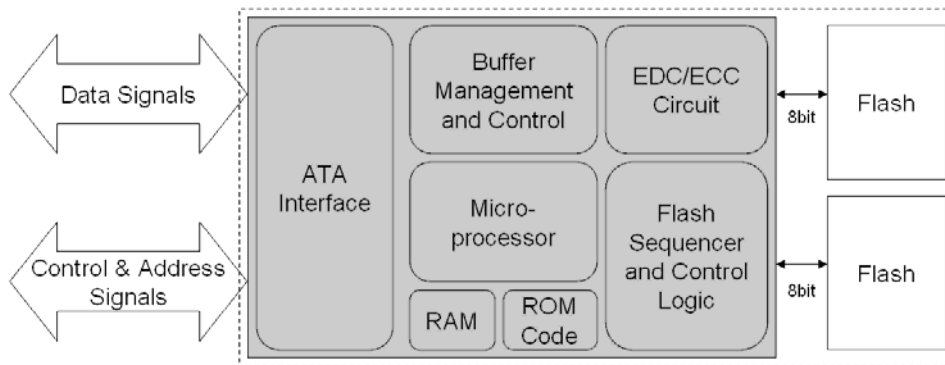 Data Signals
Control & Address
Signals
ATA
Interface
Buffer
Management
and Control
Micro-
processor
RAM
ROM
Code
EDC/ECC
Circuit
Flash
Sequencer
and Control
Logic
8bit
8bit
Flash
Flash